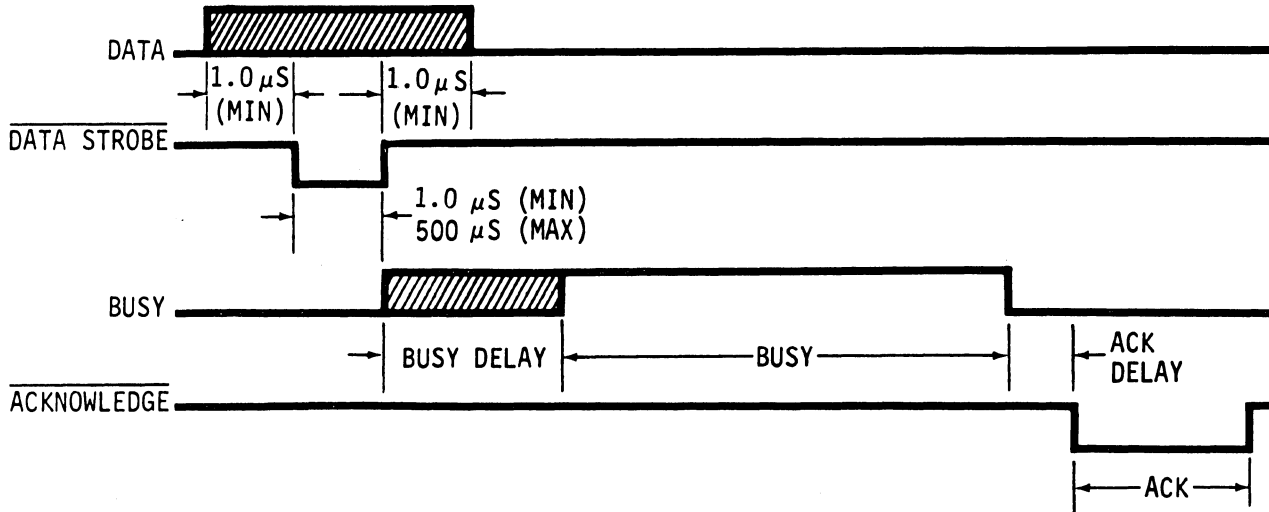 DATA
1.0 μS
(MIN)
1.0 μS
(MIN)
DATA STROBE
1.0 μS (MIN)
500 μS (MAX)
BUSY
BUSY DELAY
BUSY
ACK
DELAY
ACKNOWLEDGE
ACK